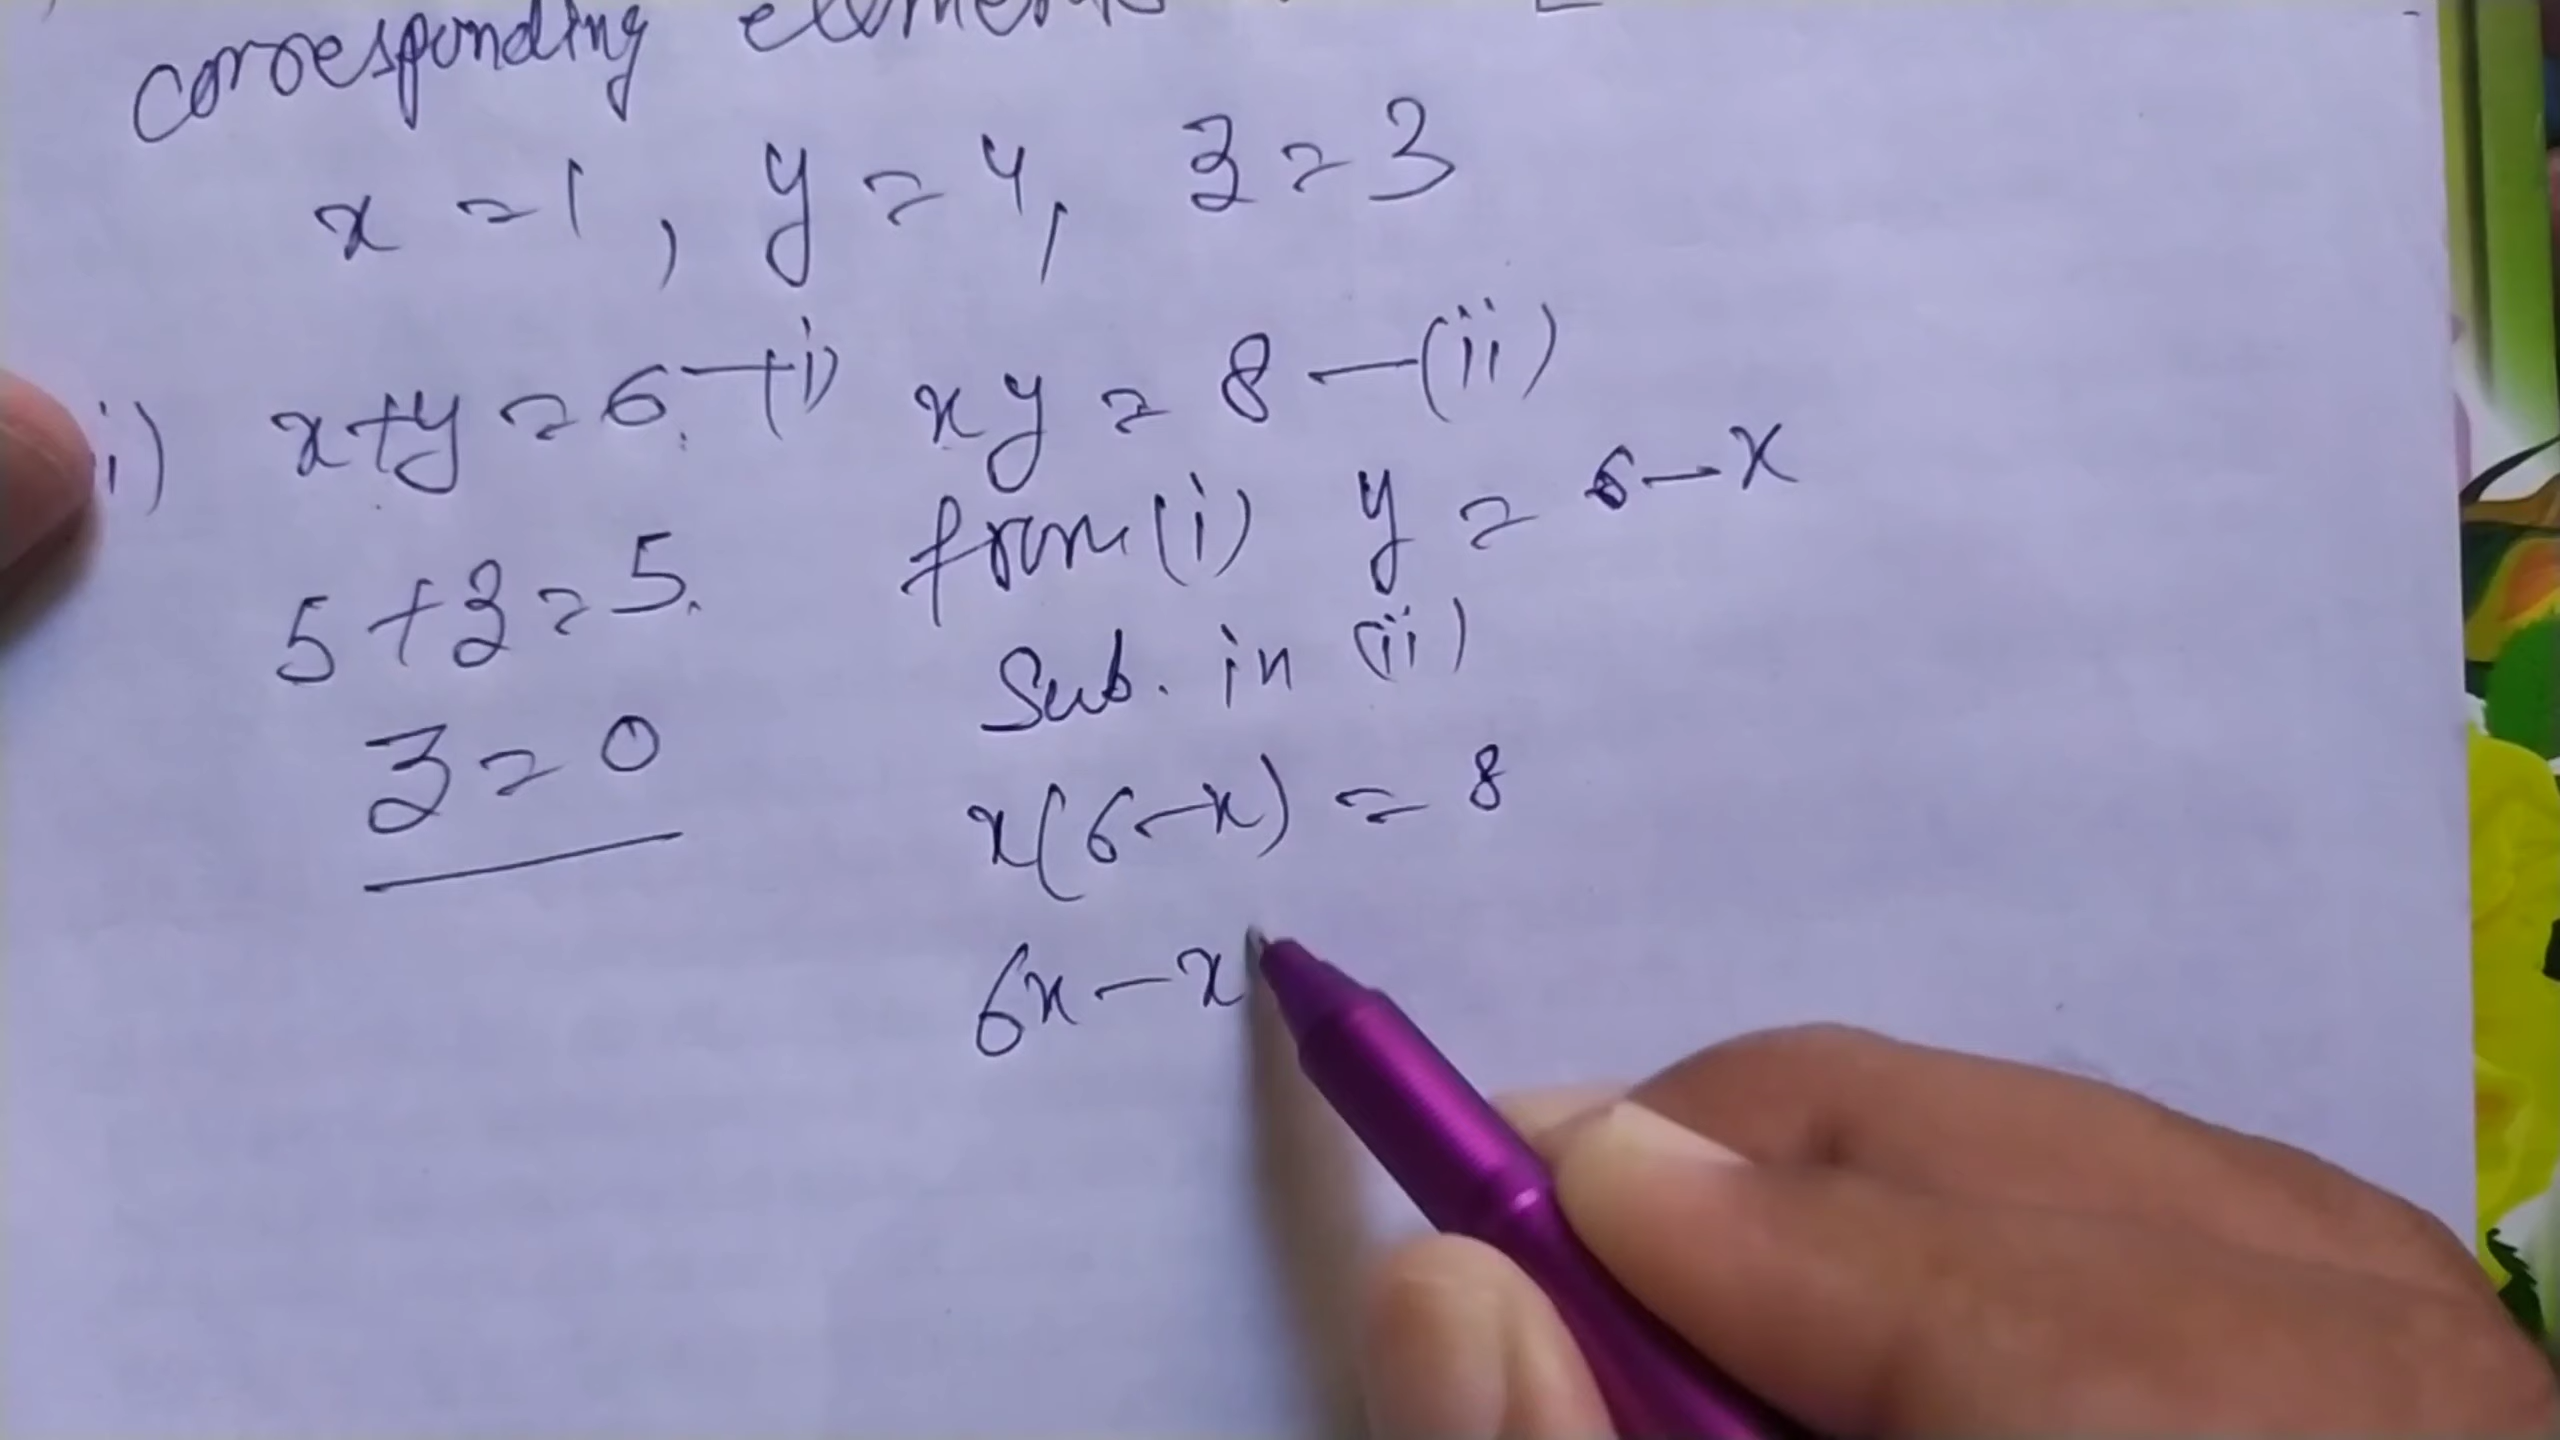 corresponding elements
x = 1, y = 4, z = 3
i) x+y = 6 —(i) xy = 8 —(ii)
from (i) y = 6-x
5 + z = 5.
Sub. in (ii)
z = 0
x(6-x) = 8
6x - x